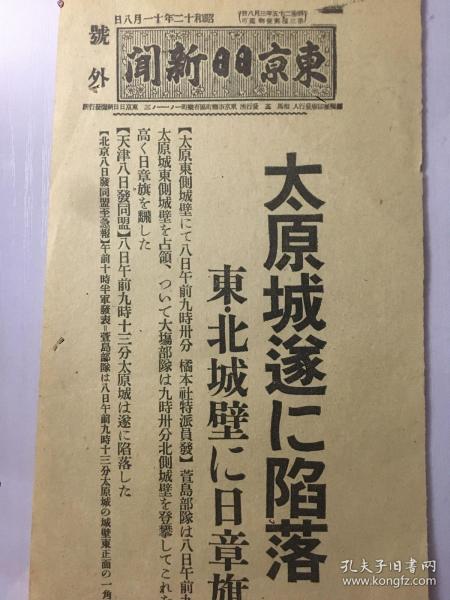 昭和十二年十一月八日
號外
東京日日新聞
太原城遂に陥落
東・北城壁に日章旗
【太原東側城壁にて八日午前九時卅分 橋本社特派員發】萱島部隊は八日午前九
太原城東側城壁を占領、ついて大塲部隊は九時卅分北側城壁を登攀してこれた
高く日章旗を飜した
【天津八日發同盟】八日午前九時十三分太原城は遂に陥落した
【北京八日發同盟至急報】午前十時半軍發表=萱島部隊は八日午前九時十三分太原城の城壁東正面の一角
孔夫子旧书网